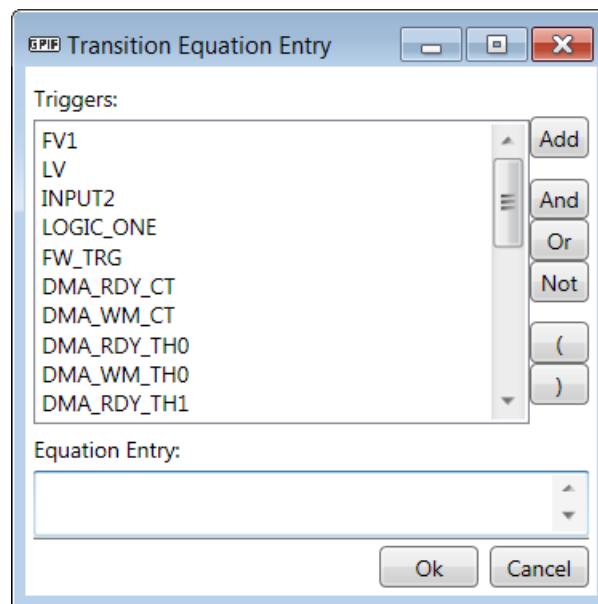 GPIF Transition Equation Entry
Triggers:
FV1
LV
INPUT2
LOGIC_ONE
FW_TRG
DMA_RDY_CT
DMA_WM_CT
DMA_RDY_TH0
DMA_WM_TH0
DMA_RDY_TH1
Add
And
Or
Not
(
)
Equation Entry:
Ok Cancel